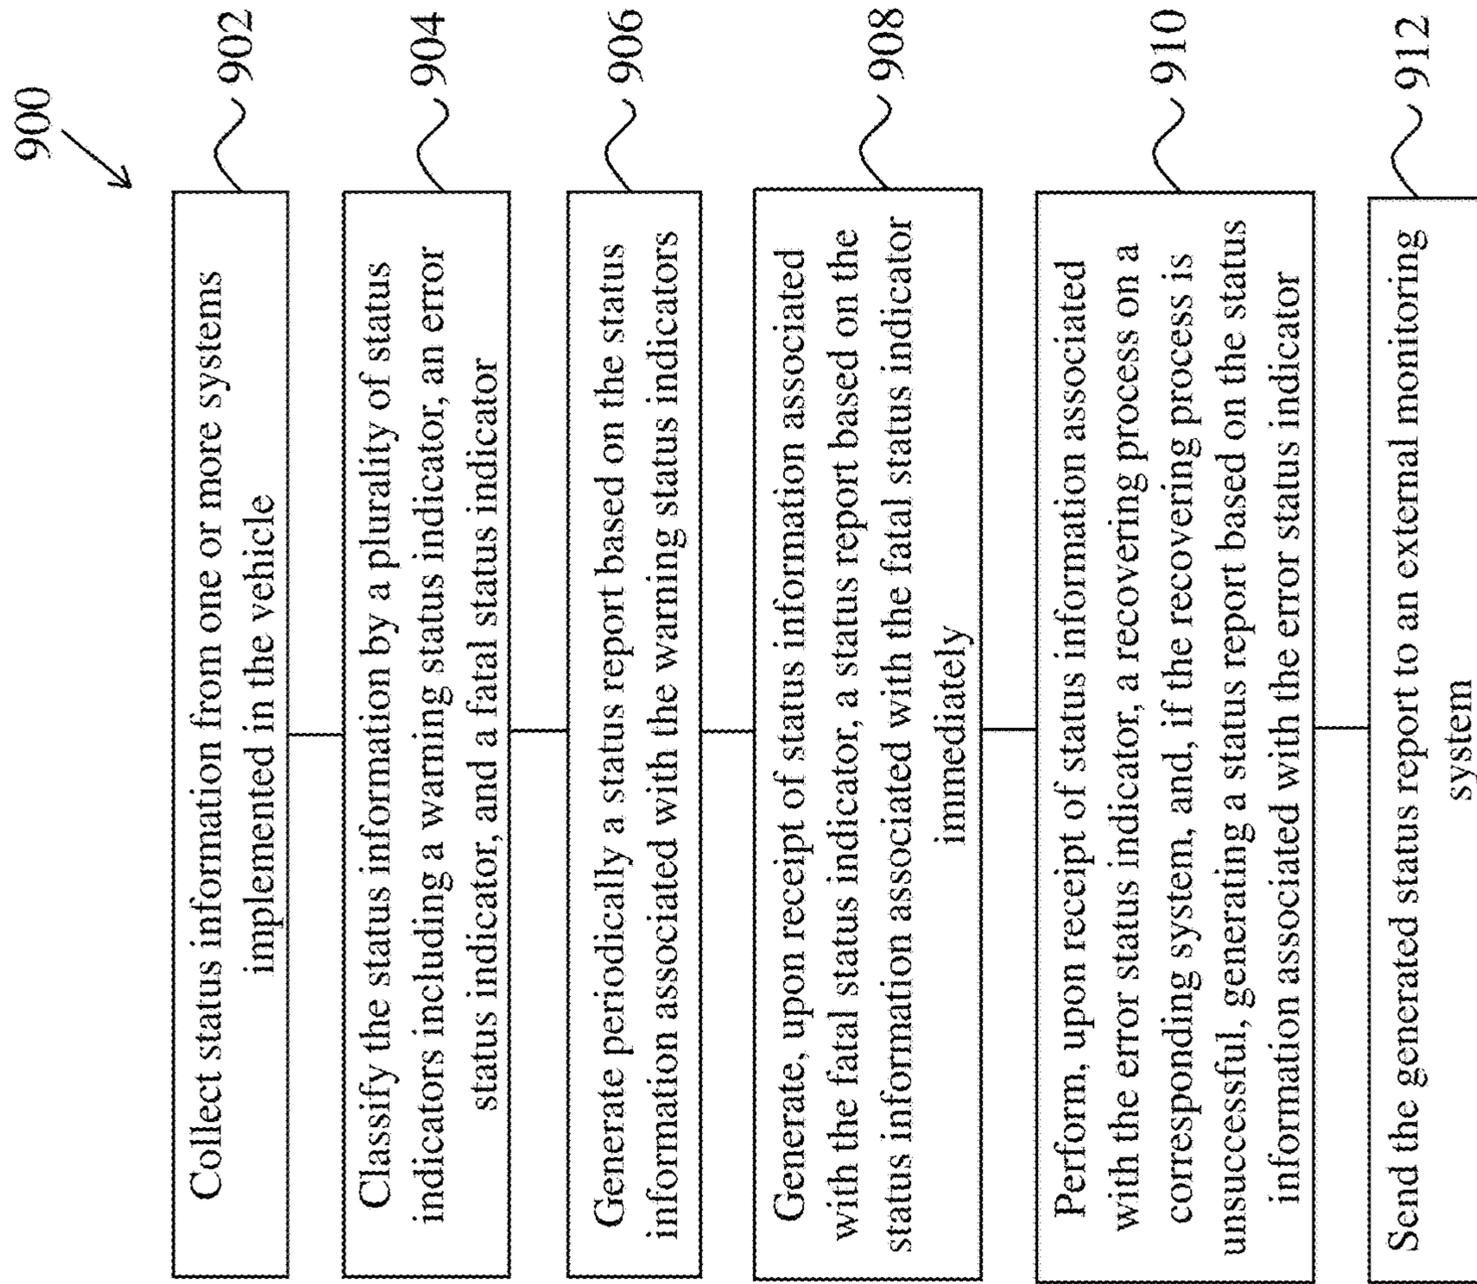 900
Collect status information from one or more systems
implemented in the vehicle
902
Classify the status information by a plurality of status
indicators including a warning status indicator, an error
status indicator, and a fatal status indicator
904
Generate periodically a status report based on the status
information associated with the warning status indicators
906
Generate, upon receipt of status information associated
with the fatal status indicator, a status report based on the
status information associated with the fatal status indicator
immediately
908
Perform, upon receipt of status information associated
with the error status indicator, a recovering process on a
corresponding system, and, if the recovering process is
unsuccessful, generating a status report based on the status
information associated with the error status indicator
910
Send the generated status report to an external monitoring
system
912